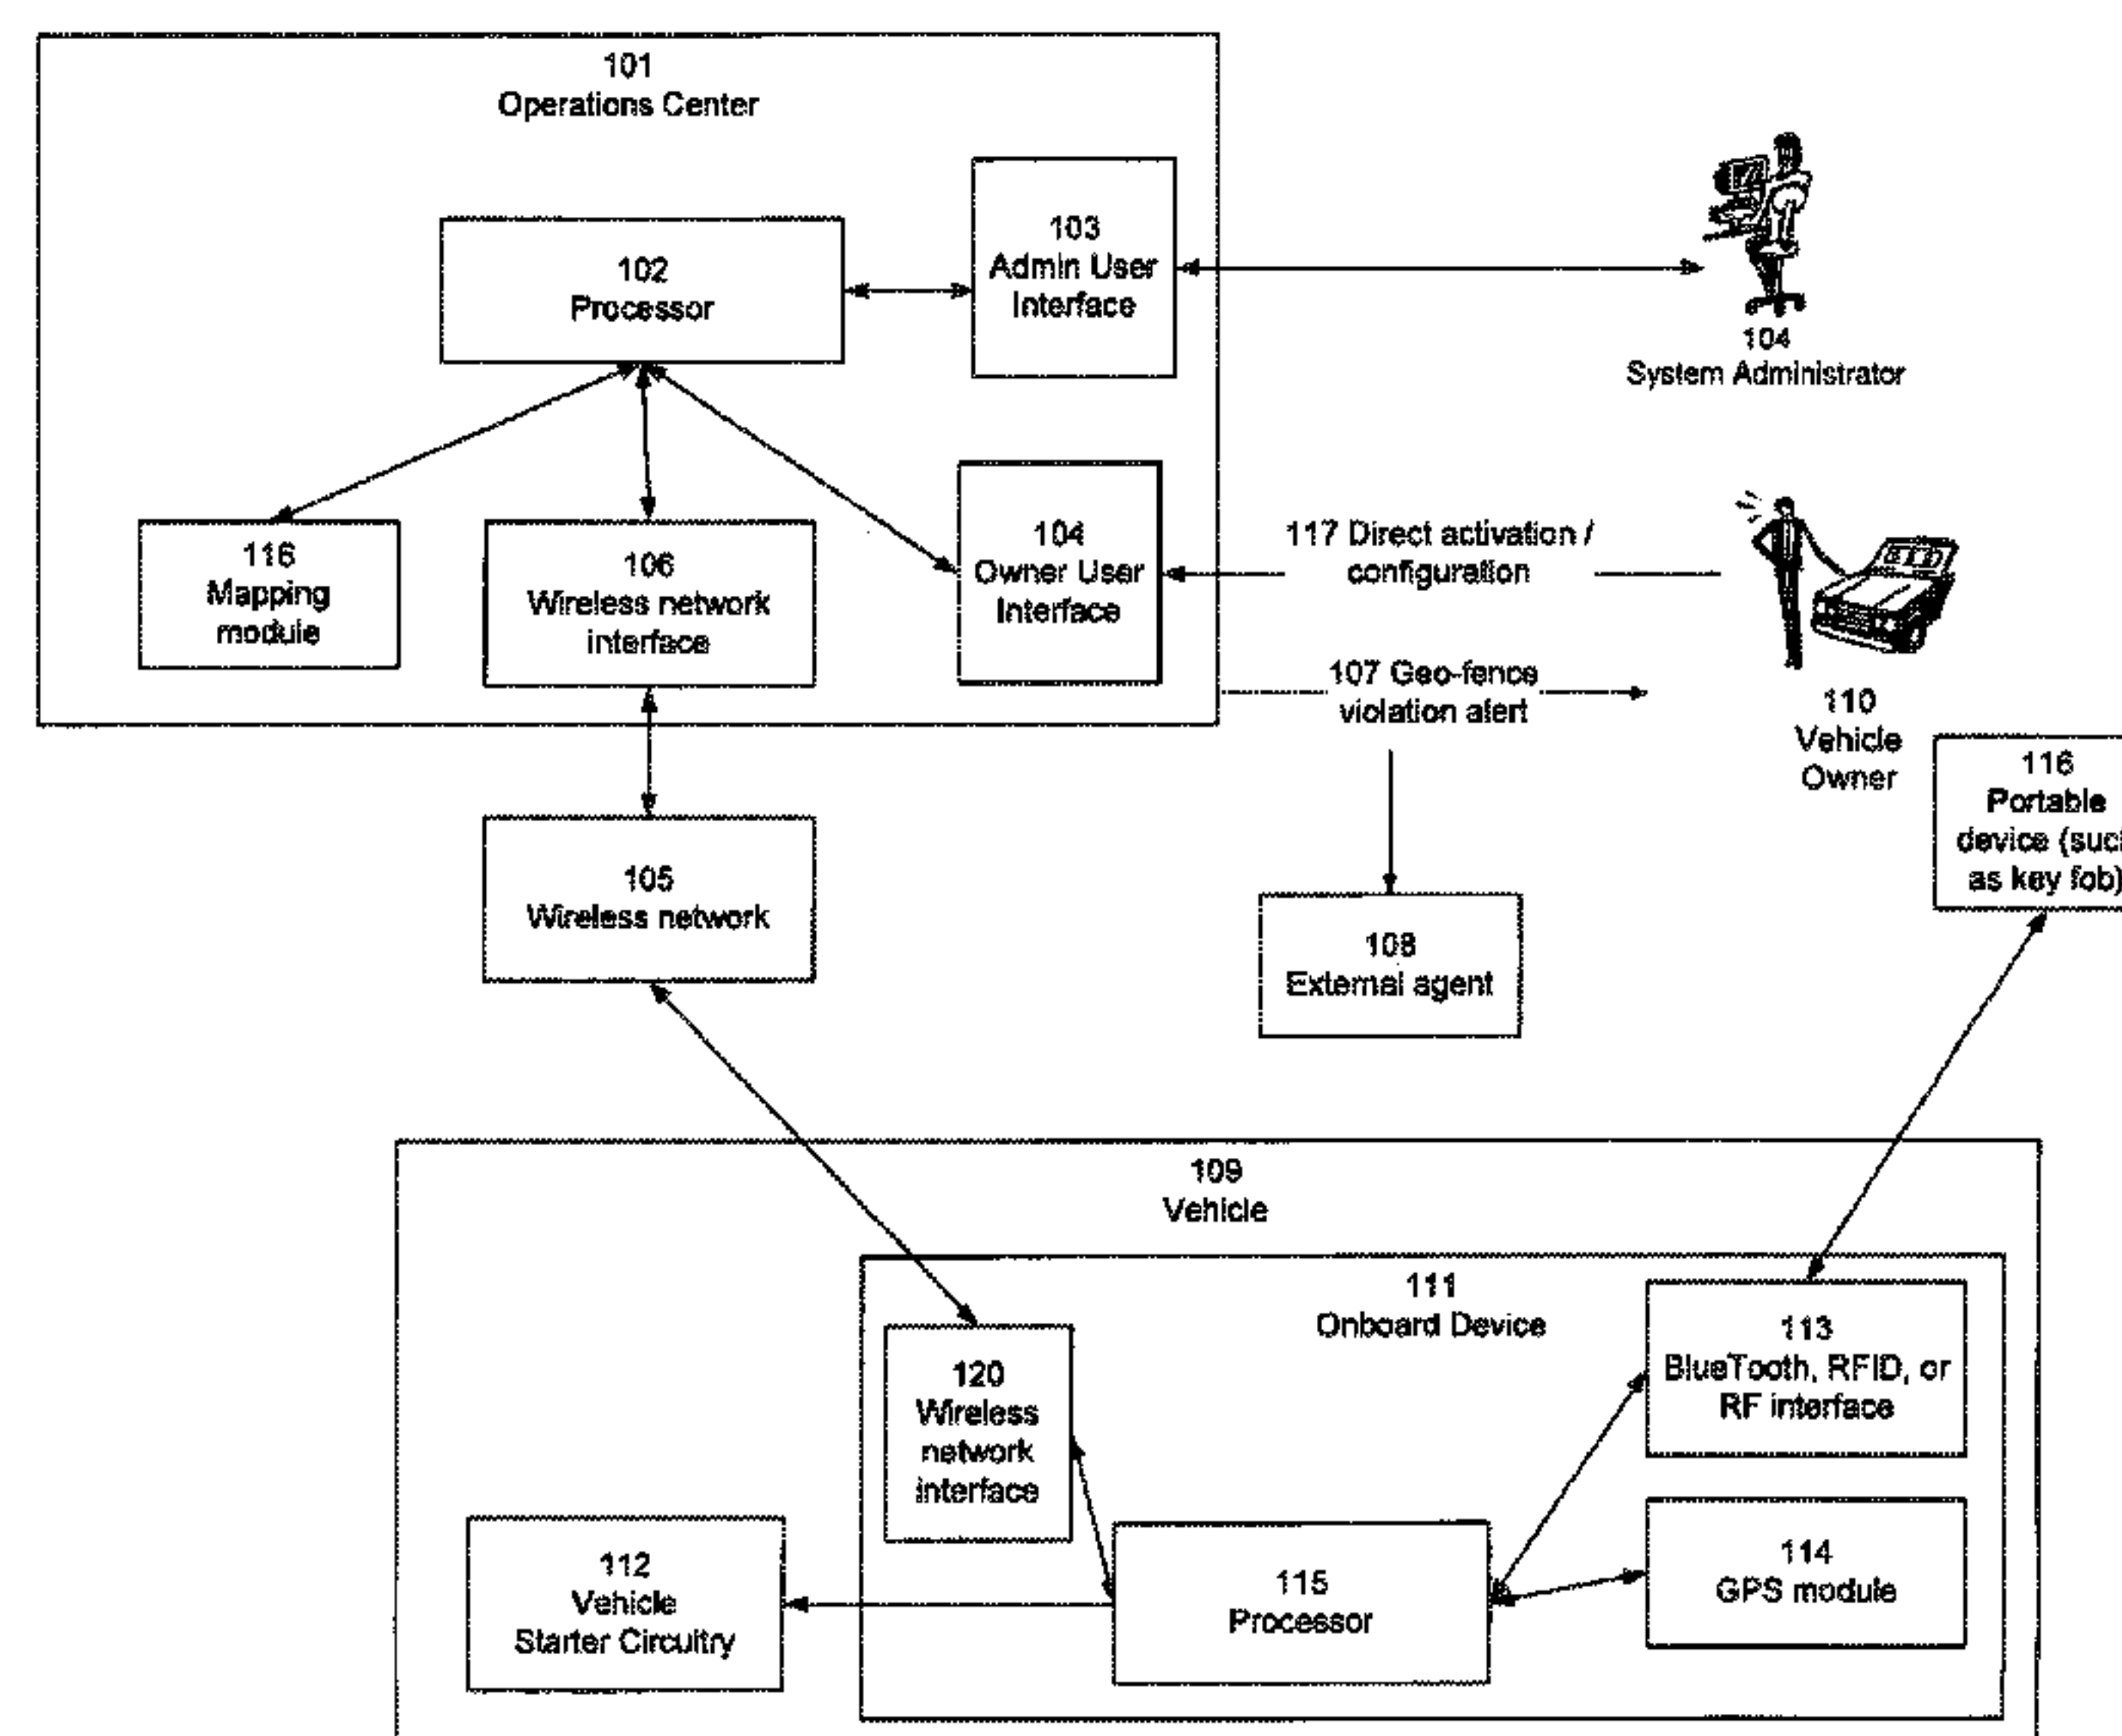 101
Operations Center
102
Processor
103
Admin User
Interface
104
System Administrator
116
Mapping
module
106
Wireless network
interface
104
Owner User
Interface
117 Direct activation /
configuration
107 Geo-fence
violation alert
110
Vehicle
Owner
116
Portable
device (such
as key fob)
105
Wireless network
108
External agent
109
Vehicle
111
Onboard Device
120
Wireless
network
interface
113
BlueTooth, RFID, or
RF interface
114
GPS module
112
Vehicle
Starter Circuitry
115
Processor